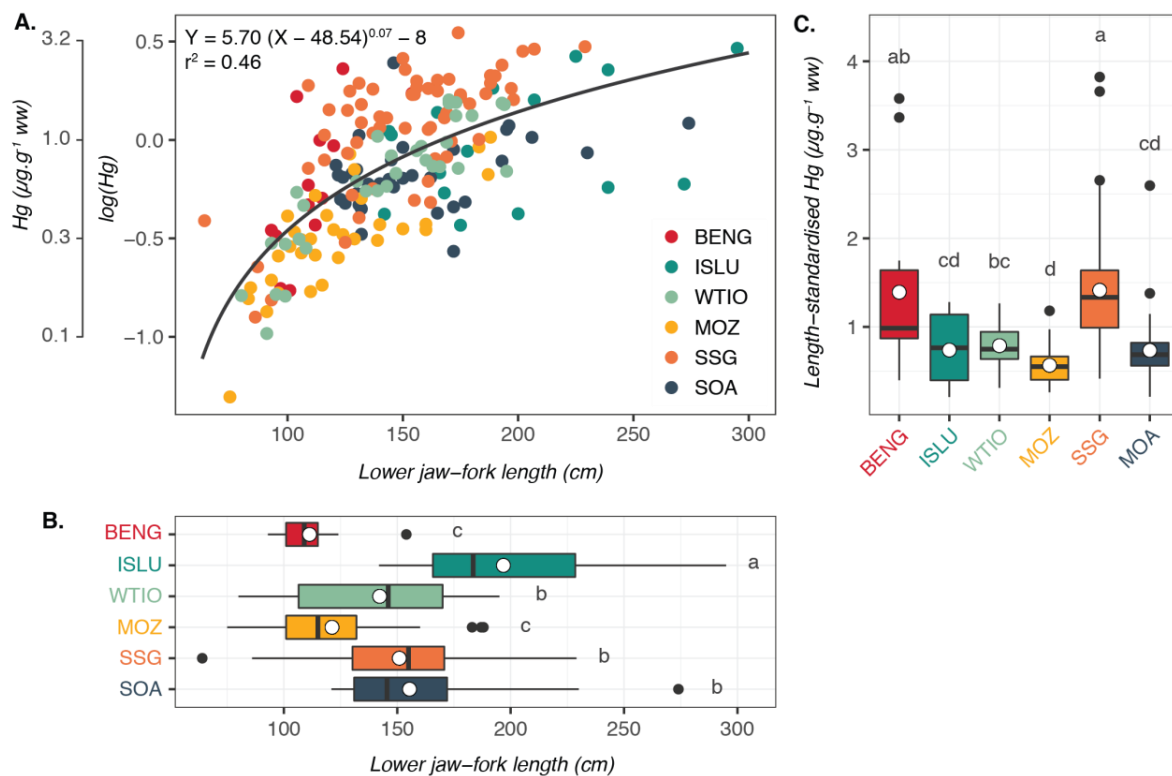 A.
Y = 5.70 (X − 48.54)^0.07 − 8
r² = 0.46
Hg (µg.g⁻¹ ww)
3.2
1.0
0.3
0.1
log(Hg)
0.5
0.0
−0.5
−1.0
BENG
ISLU
WTIO
MOZ
SSG
SOA
100
150
200
250
300
Lower jaw−fork length (cm)
C.
Length−standardised Hg (µg.g⁻¹ ww)
4
3
2
1
ab
cd
bc
d
a
cd
BENG
ISLU
WTIO
MOZ
SSG
MOA
B.
BENG
c
ISLU
a
WTIO
b
MOZ
c
SSG
b
SOA
b
100
150
200
250
300
Lower jaw−fork length (cm)